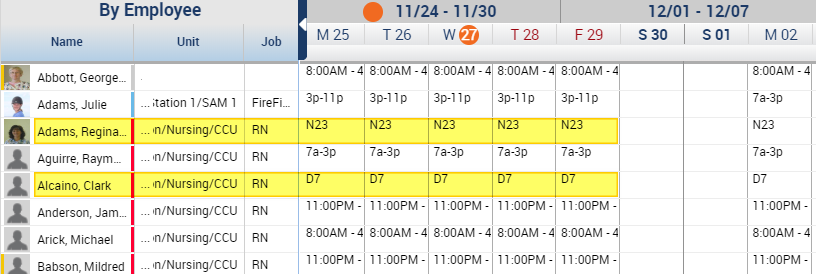 By Employee 11/24 - 11/30 12/01 - 12/07
Name Unit Job M 25 T 26 W 27 T 28 F 29 S 30 S 01 M 02
Abbott, George... . 8:00AM - 4 8:00AM - 4 8:00AM - 4 8:00AM - 4 8:00AM - 4 8:00AM - 4
Adams, Julie ...tation 1/SAM 1 FireFi... 3p-11p 3p-11p 3p-11p 3p-11p 3p-11p 7a-3p
Adams, Regina... ...n/Nursing/CCU RN N23 N23 N23 N23 N23 N23
Aguirre, Raym... ...n/Nursing/CCU RN 7a-3p 7a-3p 7a-3p 7a-3p 7a-3p 7a-3p
Alcaino, Clark ...n/Nursing/CCU RN D7 D7 D7 D7 D7 D7
Anderson, Jam... ...n/Nursing/CCU RN 11:00PM - 11:00PM - 11:00PM - 11:00PM - 11:00PM - 11:00PM -
Arick, Michael ...n/Nursing/CCU RN 8:00AM - 4 8:00AM - 4 8:00AM - 4 8:00AM - 4 8:00AM - 4 8:00AM - 4
Babson, Mildred ...n/Nursing/CCU RN 11:00PM - 11:00PM - 11:00PM - 11:00PM - 11:00PM - 11:00PM -